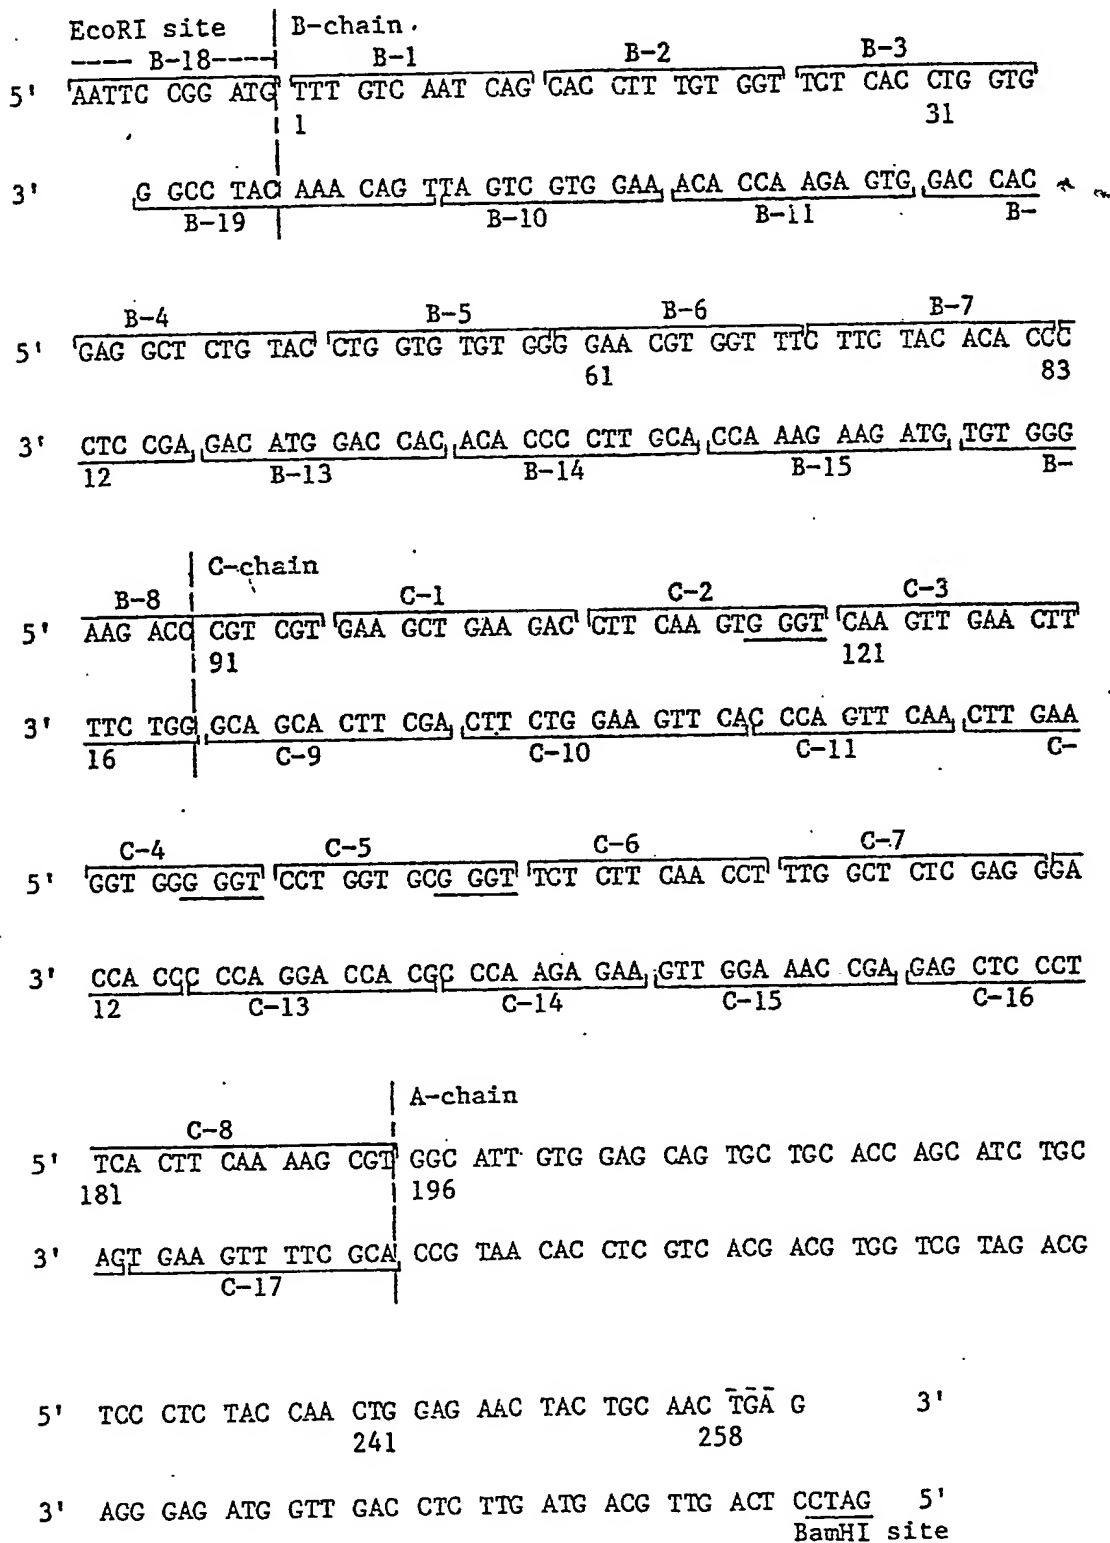 EcoRI site B-chain.
---- B-18----
B-1 B-2 B-3
5' AATTC CGG ATG TTT GTC AAT CAG CAC CTT TGT GGT TCT CAC CTG GTG
1 31
3' G GCC TAC AAA CAG TTA GTC GTG GAA ACA CCA AGA GTG GAC CAC
B-19 B-10 B-11 B-
B-4 B-5 B-6 B-7
5' GAG GCT CTG TAC CTG GTG TGT GGG GAA CGT GGT TTC TTC TAC ACA CCC
61 83
3' CTC CGA GAC ATG GAC CAC ACA CCC CTT GCA CCA AAG AAG ATG TGT GGG
12 B-13 B-14 B-15 B-
C-chain
B-8 C-1 C-2 C-3
5' AAG ACC CGT CGT GAA GCT GAA GAC CTT CAA GTG GGT CAA GTT GAA CTT
91 121
3' TTC TGG GCA GCA CTT CGA CTT CTG GAA GTT CAC CCA GTT CAA CTT GAA
16 C-9 C-10 C-11 C-
C-4 C-5 C-6 C-7
5' GGT GGG GGT CCT GGT GCG GGT TCT CTT CAA CCT TTG GCT CTC GAG GGA
3' CCA CGC CCA GGA CCA CGC CCA AGA GAA GTT GGA AAC CGA GAG CTC CCT
12 C-13 C-14 C-15 C-16
A-chain
C-8
5' TCA CTT CAA AAG CGT GGC ATT GTG GAG CAG TGC TGC ACC AGC ATC TGC
181 196
3' AGT GAA GTT TTC GCA CCG TAA CAC CTC GTC ACG ACG TGG TCG TAG ACG
C-17
5' TCC CTC TAC CAA CTG GAG AAC TAC TGC AAC TGA G 3'
241 258
3' AGG GAG ATG GTT GAC CTC TTG ATG ACG TTG ACT CCTAG 5'
BamHI site